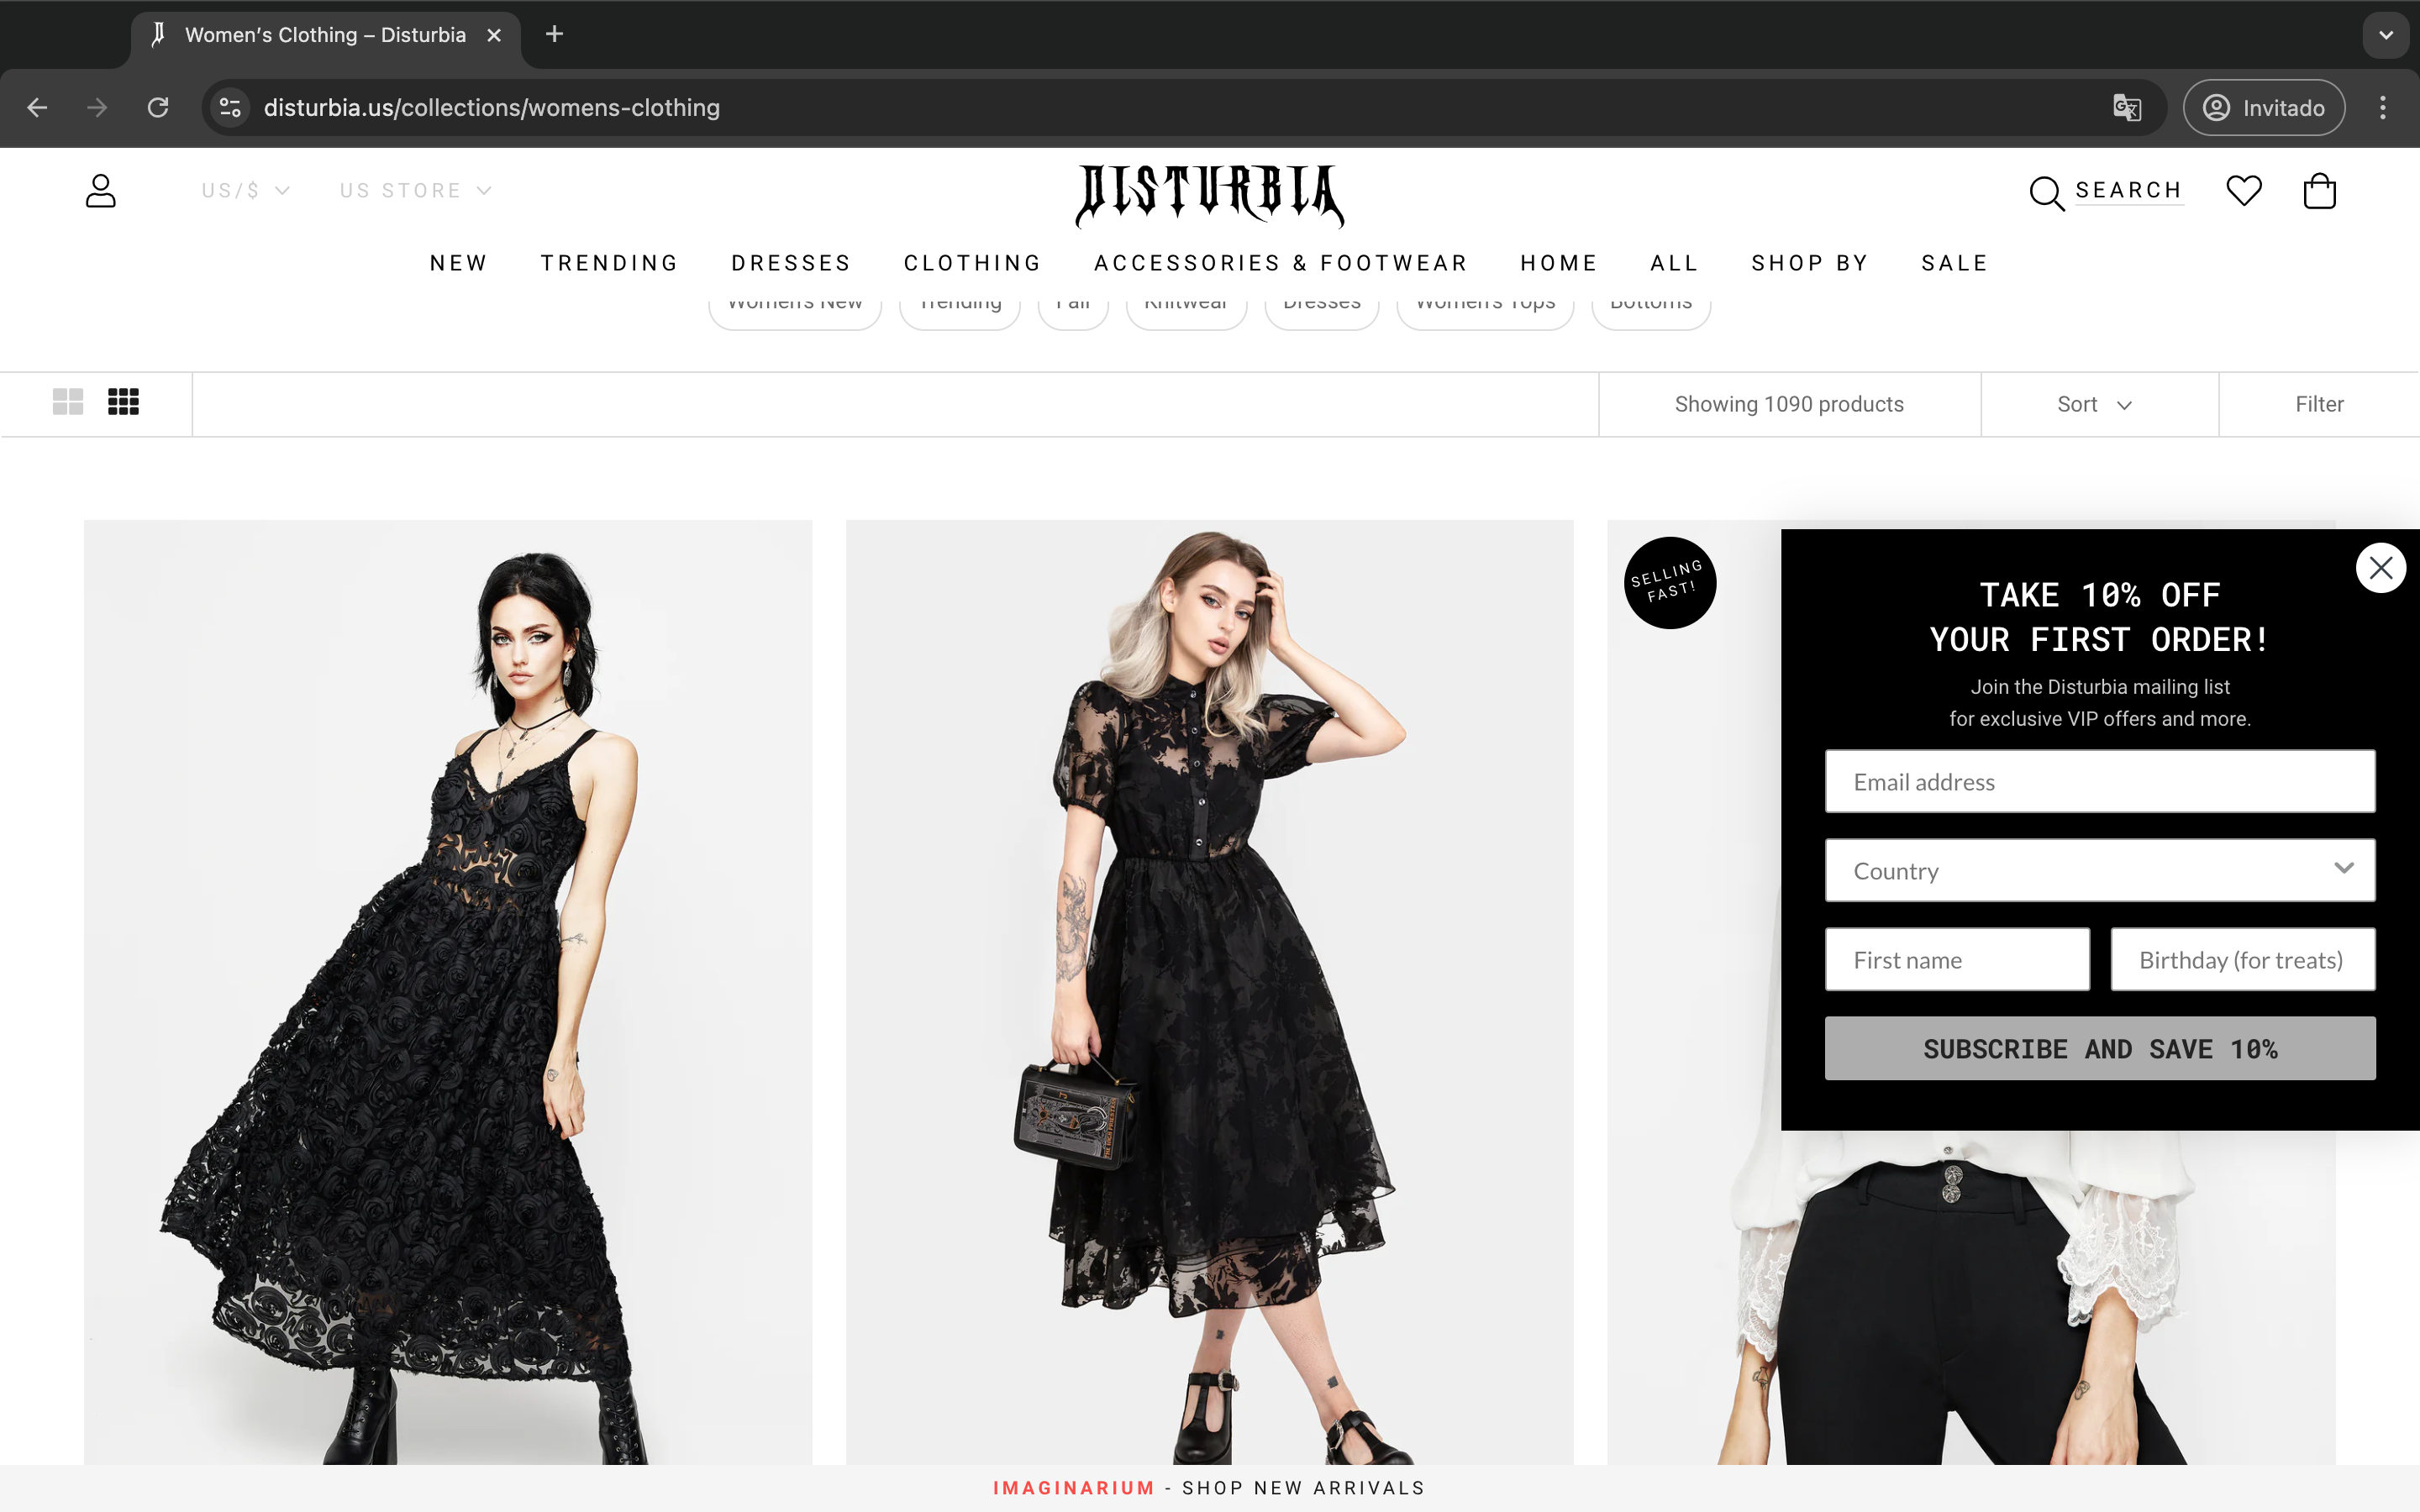 Women's Clothing – Disturbia
disturbia.us/collections/womens-clothing
Invitado
US/$
US STORE
DISTURBIA
SEARCH
NEW TRENDING DRESSES CLOTHING ACCESSORIES & FOOTWEAR HOME ALL SHOP BY SALE
Women's New Trending Fall Knitwear Dresses Women's Tops Bottoms
Showing 1090 products
Sort
Filter
SELLING
FAST!
TAKE 10% OFF
YOUR FIRST ORDER!
Join the Disturbia mailing list
for exclusive VIP offers and more.
Email address
Country
First name
Birthday (for treats)
SUBSCRIBE AND SAVE 10%
IMAGINARIUM - SHOP NEW ARRIVALS